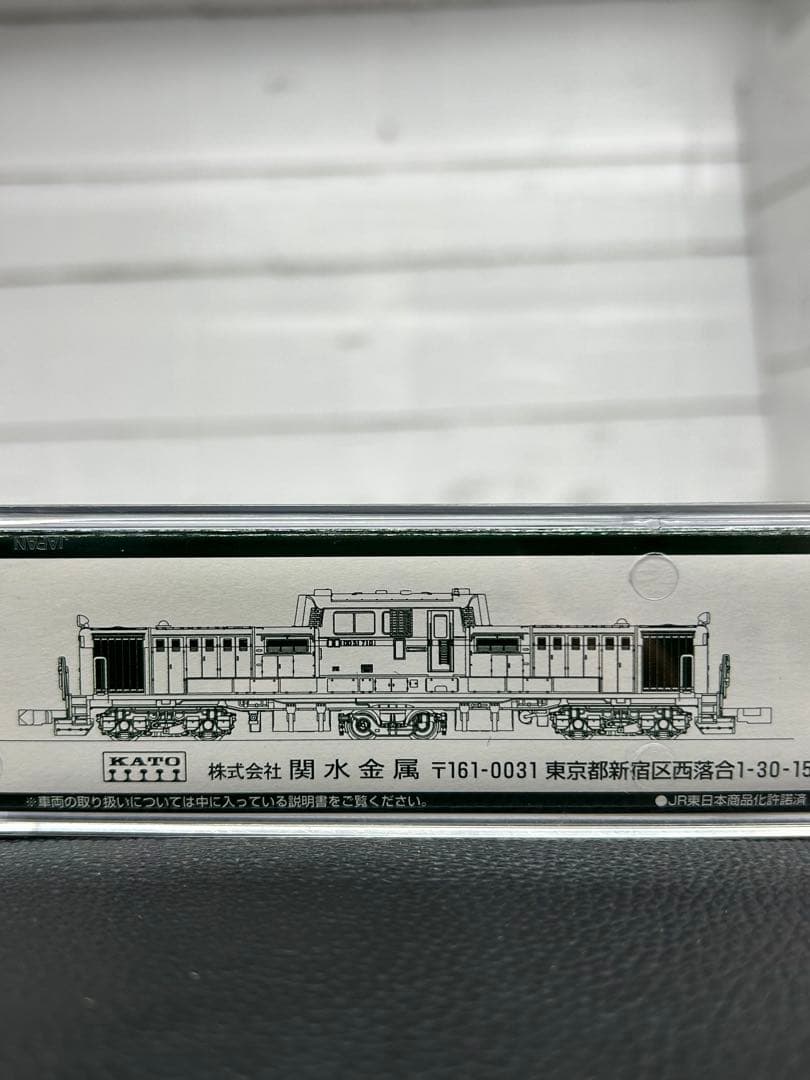 JAPAN
KATO
株式会社 関水金属 〒161-0031 東京都新宿区西落合1-30-15
※車両の取り扱いについては中に入っている説明書をご覧ください。
●JR東日本商品化許諾済